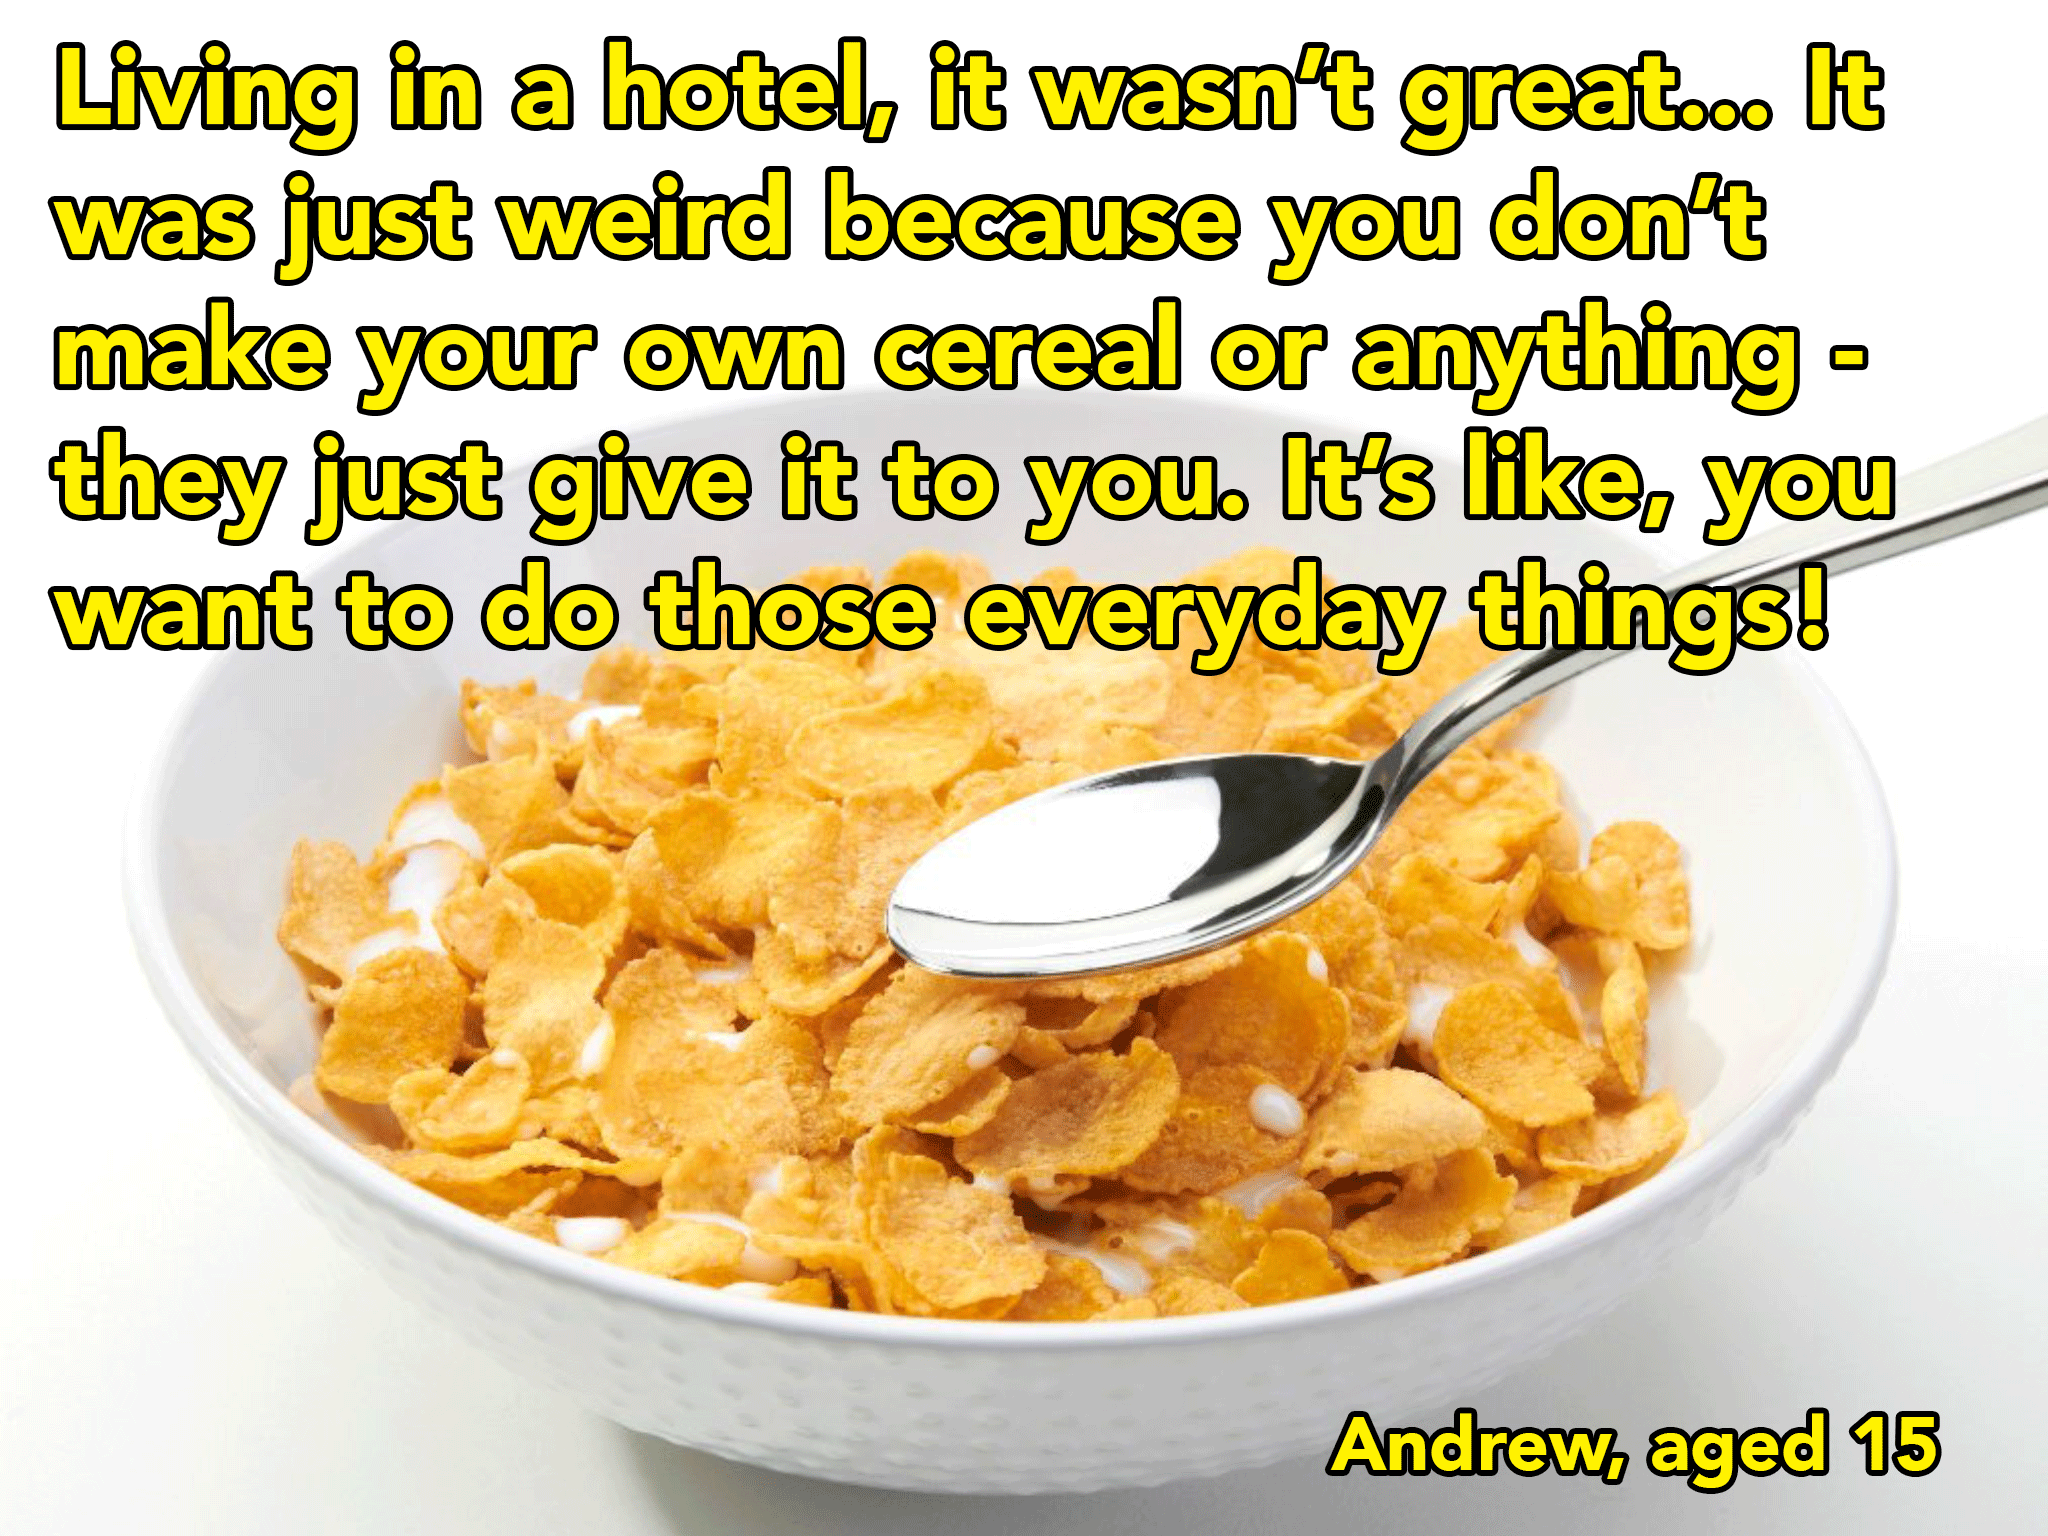 Living in a hotel, it wasn’t great... It
was just weird because you don’t
make your own cereal or anything -
they just give it to you. It’s like, you
want to do those everyday things!
Andrew, aged 15